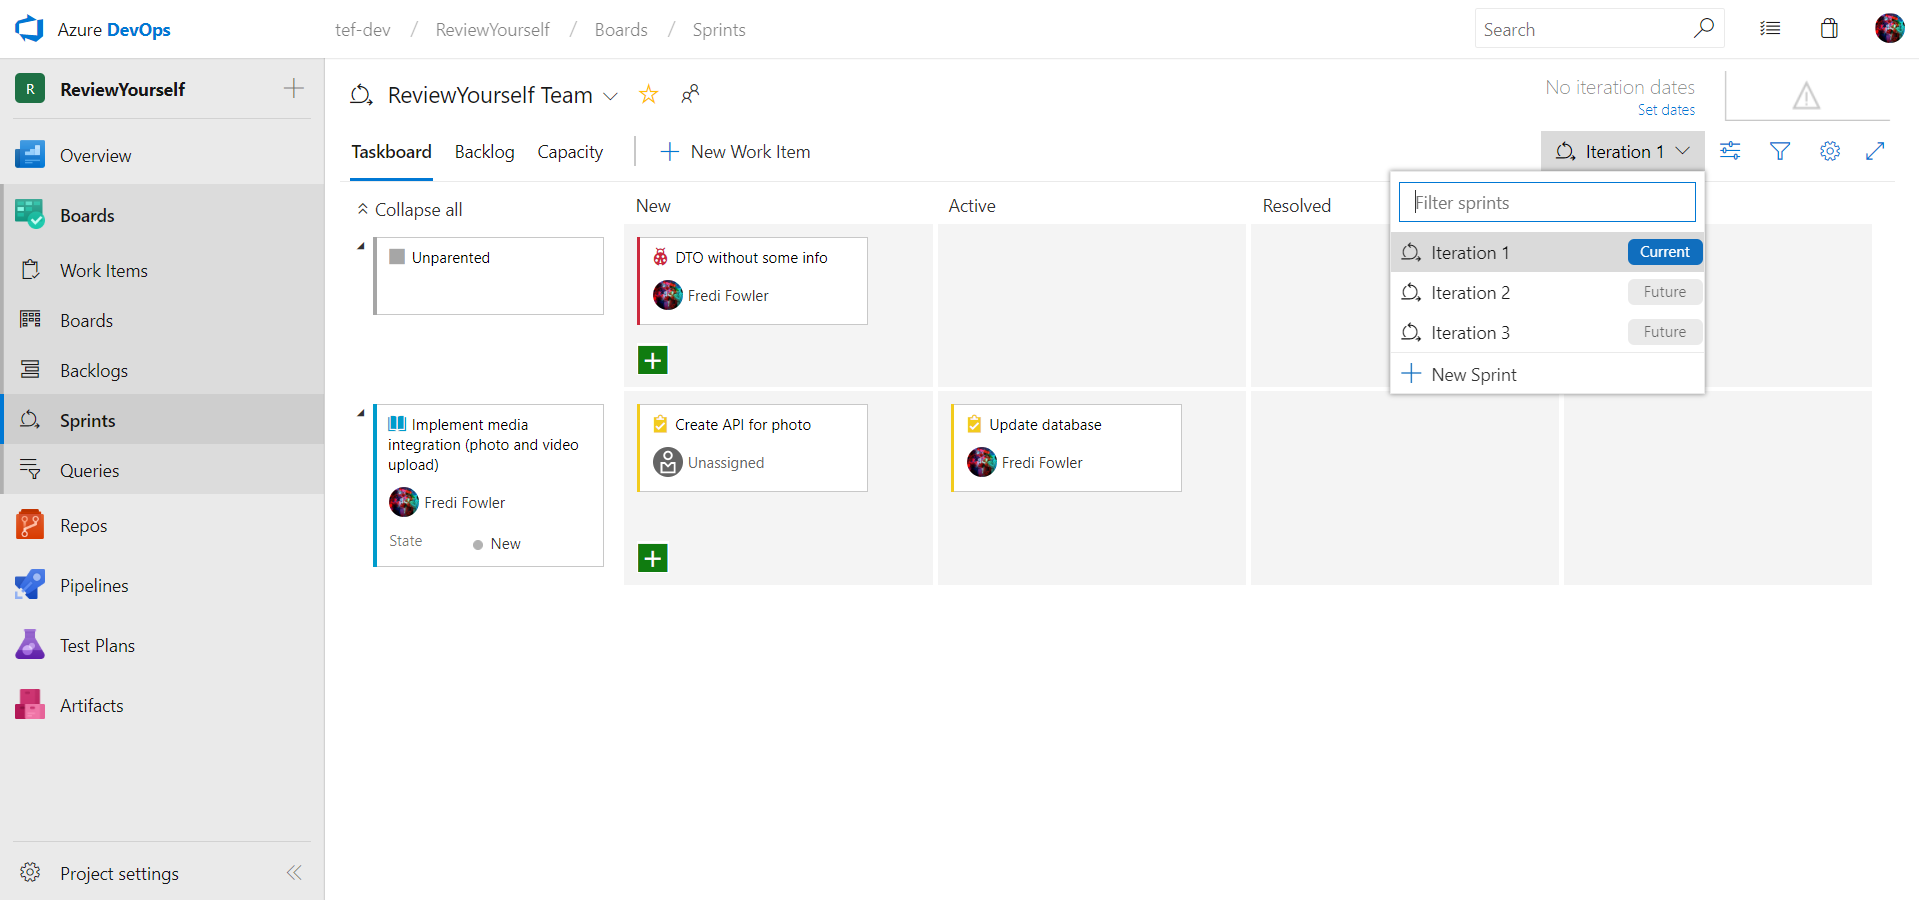 Azure DevOps
tef-dev / ReviewYourself / Boards / Sprints
Search
R
ReviewYourself
Overview
Boards
Work Items
Boards
Backlogs
Sprints
Queries
Repos
Pipelines
Test Plans
Artifacts
Project settings
ReviewYourself Team
No iteration dates
Set dates
Taskboard
Backlog
Capacity
New Work Item
Iteration 1
Filter sprints
Iteration 1
Current
Iteration 2
Future
Iteration 3
Future
New Sprint
Collapse all
New
Active
Resolved
Unparented
DTO without some info
Fredi Fowler
Implement media
integration (photo and video
upload)
Fredi Fowler
State
New
Create API for photo
Unassigned
Update database
Fredi Fowler